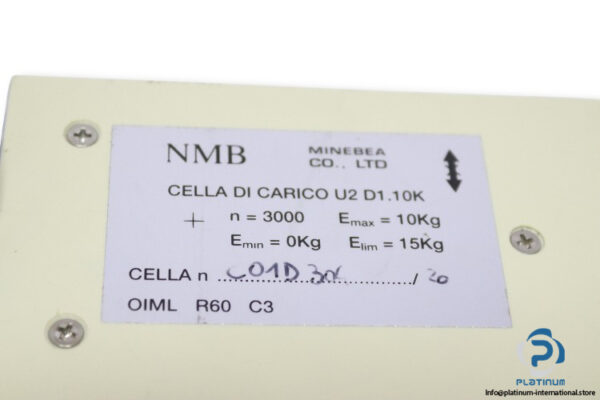 NMB MINEBEA
CO., LTD
CELLA DI CARICO U2 D1.10K
+ n = 3000 Emax = 10Kg
Emin = 0Kg Elim = 15Kg
CELLA n ............/ 20
OIML R60 C3
PLATINUM
Info@platinum-international.store